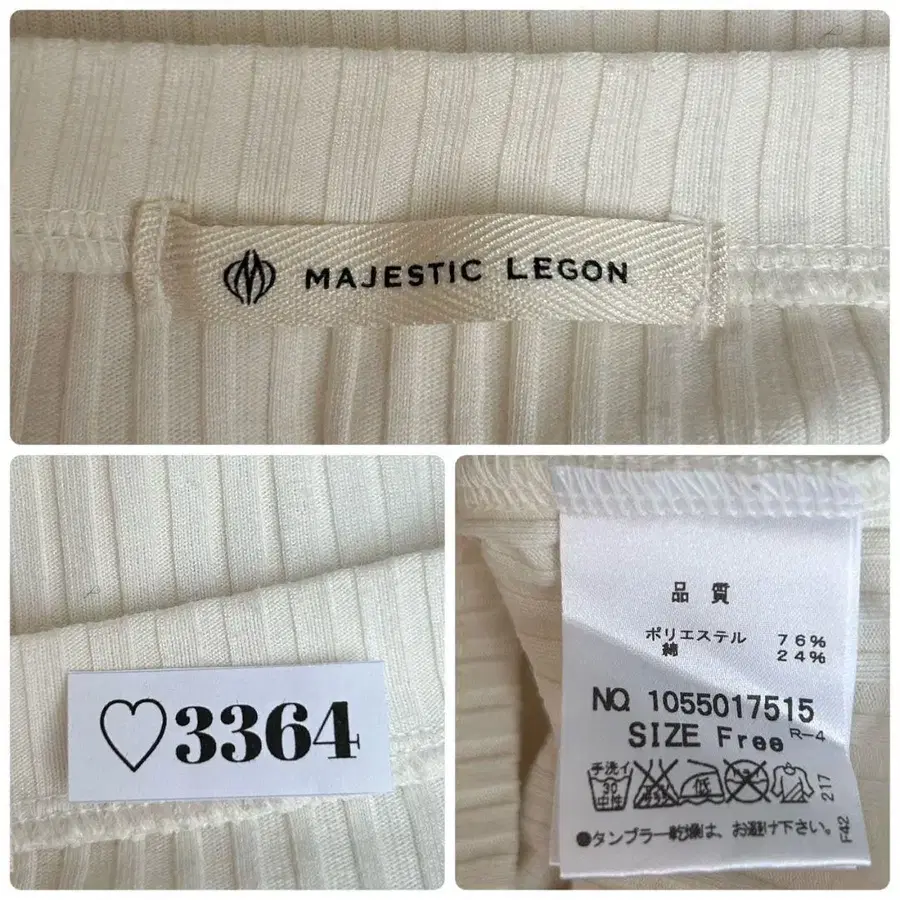 MAJESTIC LEGON
♡3364
品質
ポリエステル 76%
綿 24%
NO. 1055017515
SIZE Free R-4
手洗イ
30
中性
低
217
F42
●タンブラー乾燥は、お避け下さい。